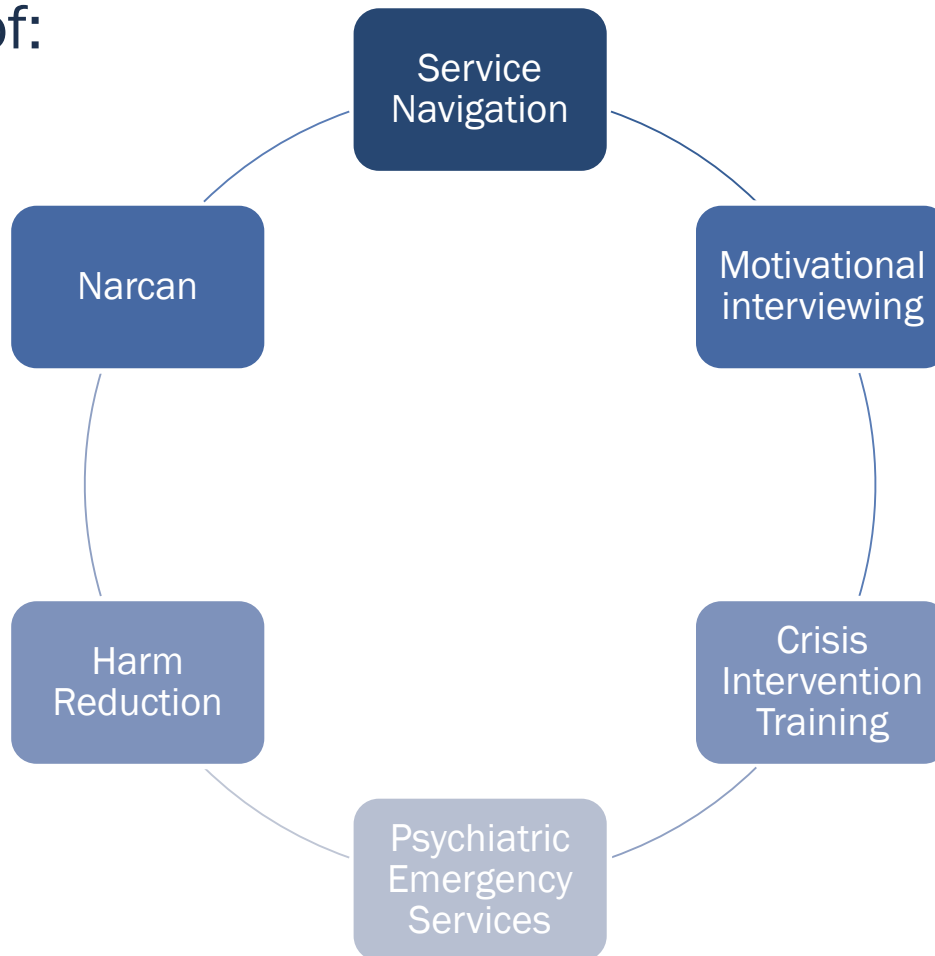 of:
Service
Navigation
Motivational
interviewing
Crisis
Intervention
Training
Psychiatric
Emergency
Services
Harm
Reduction
Narcan